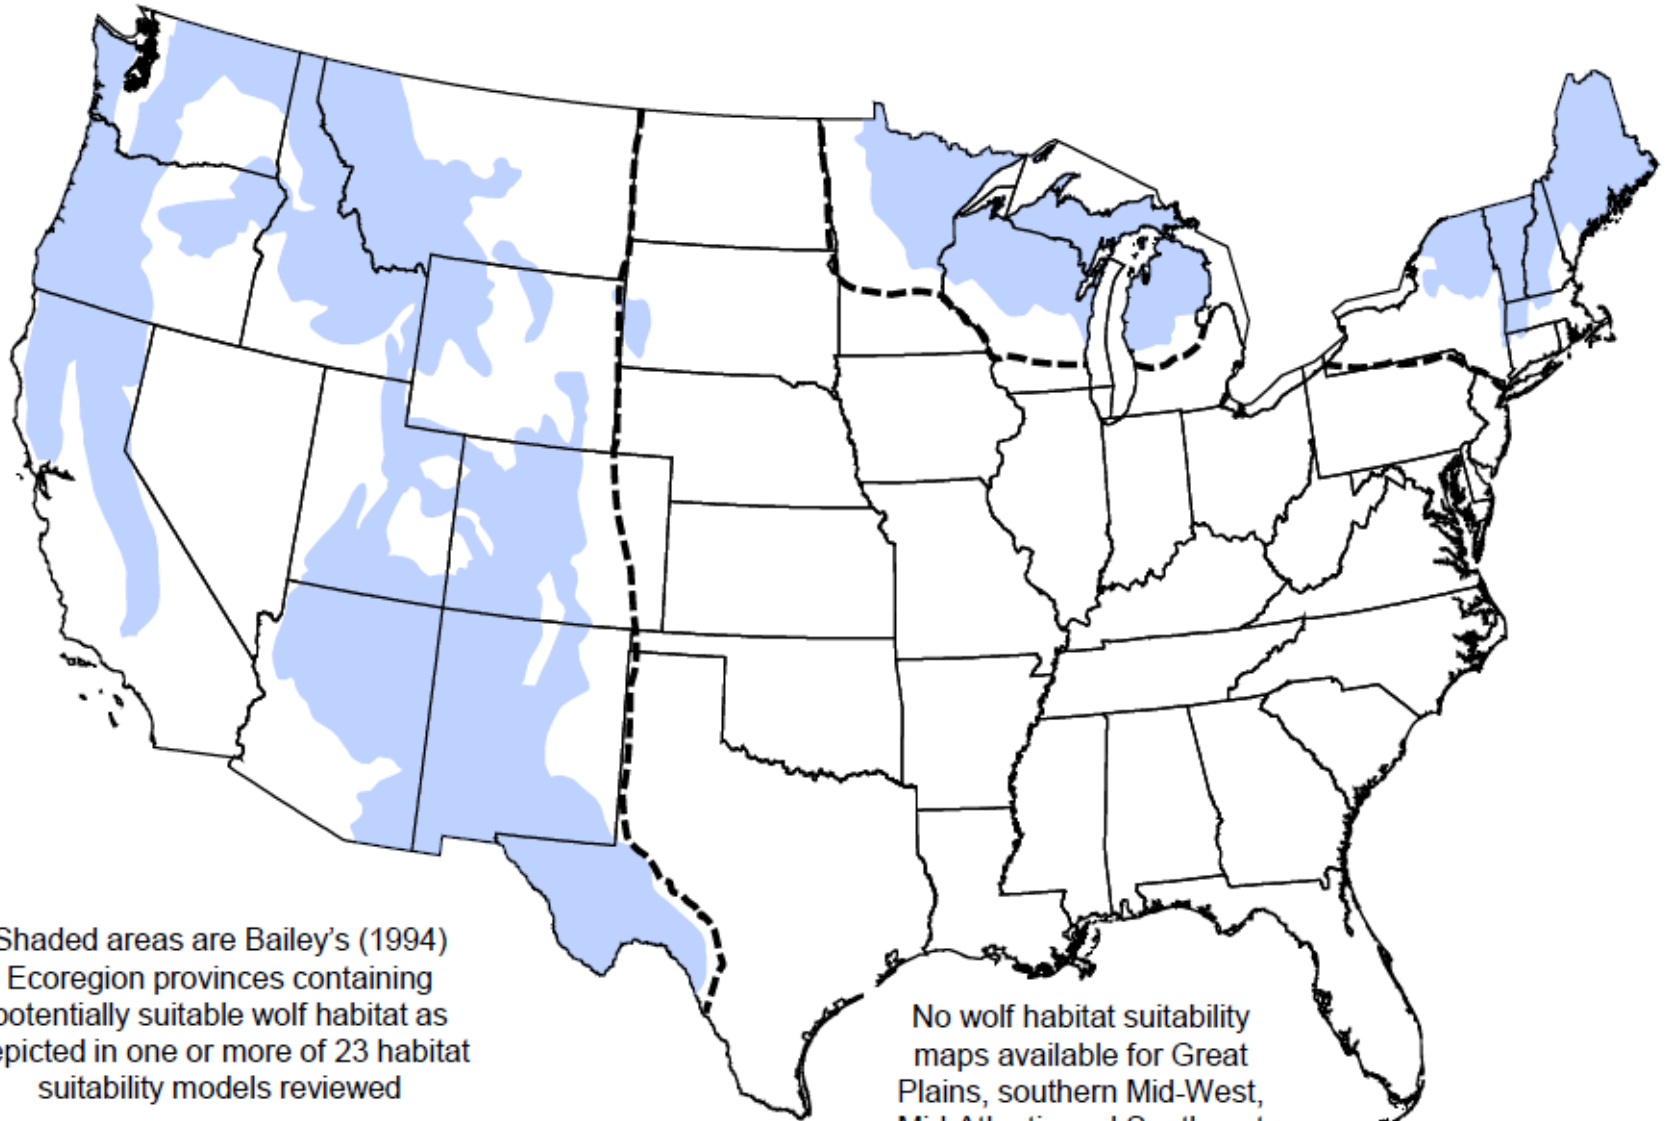 Shaded areas are Bailey's (1994)
Ecoregion provinces containing
potentially suitable wolf habitat as
depicted in one or more of 23 habitat
suitability models reviewed
No wolf habitat suitability
maps available for Great
Plains, southern Mid-West,